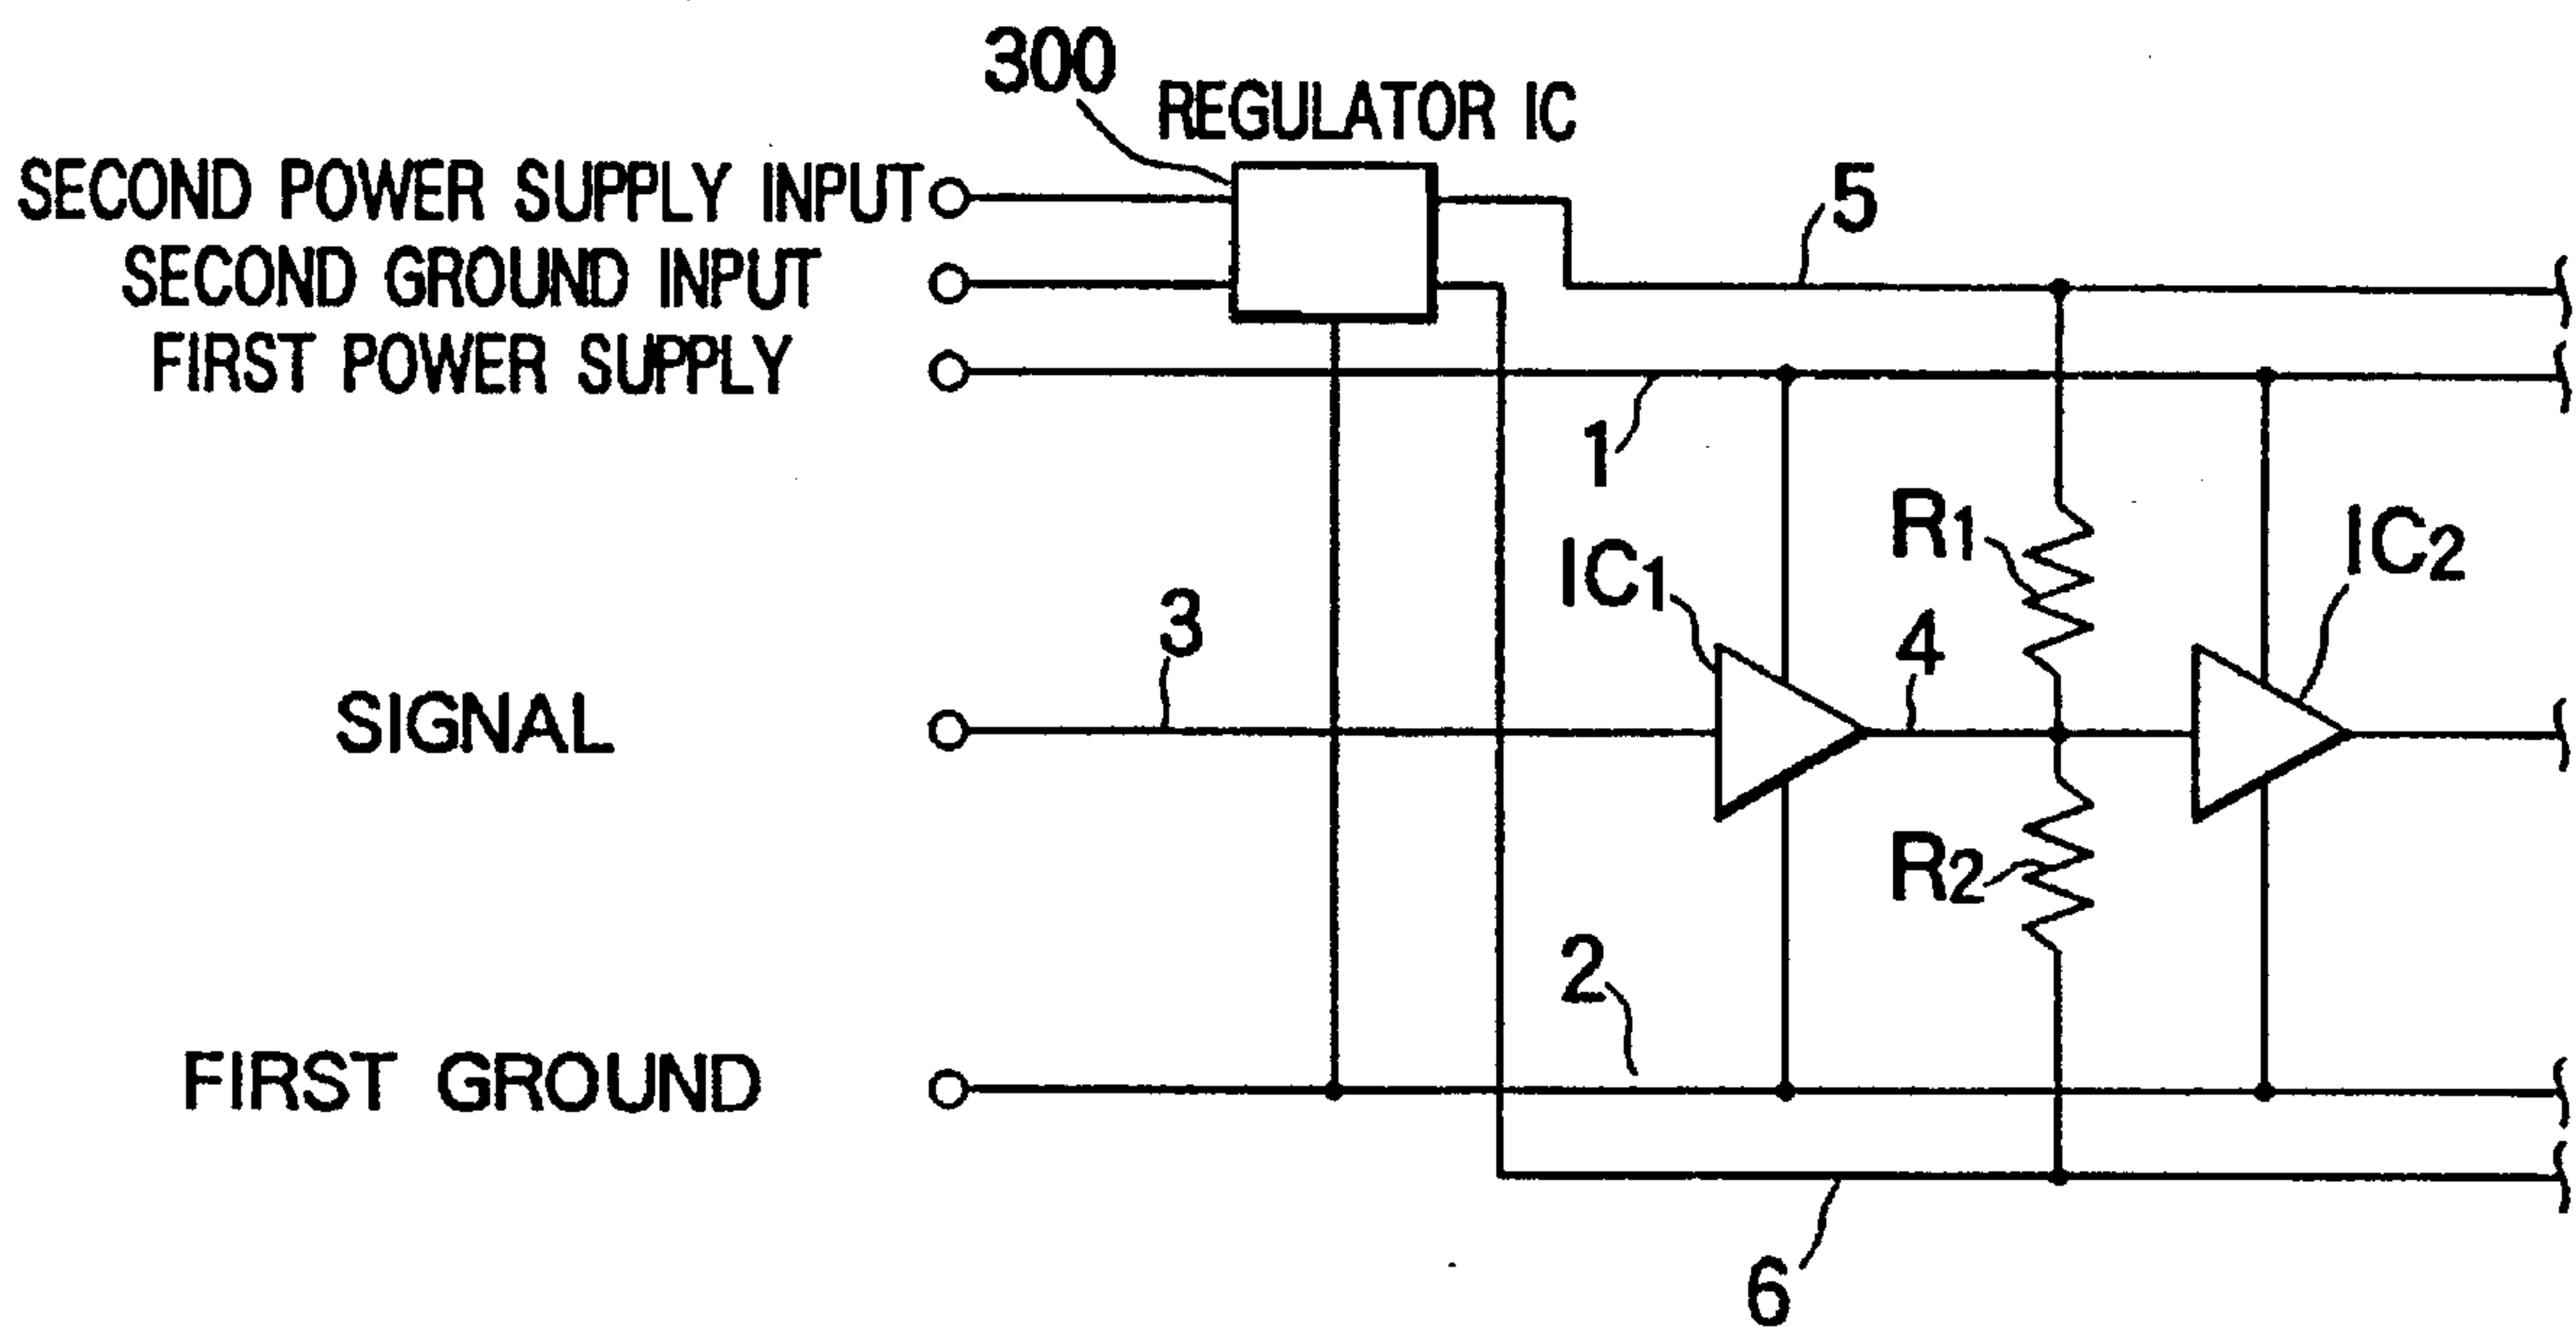 300
REGULATOR IC
SECOND POWER SUPPLY INPUT
5
SECOND GROUND INPUT
FIRST POWER SUPPLY
1
R1
IC2
IC1
3
4
SIGNAL
R2
2
FIRST GROUND
6